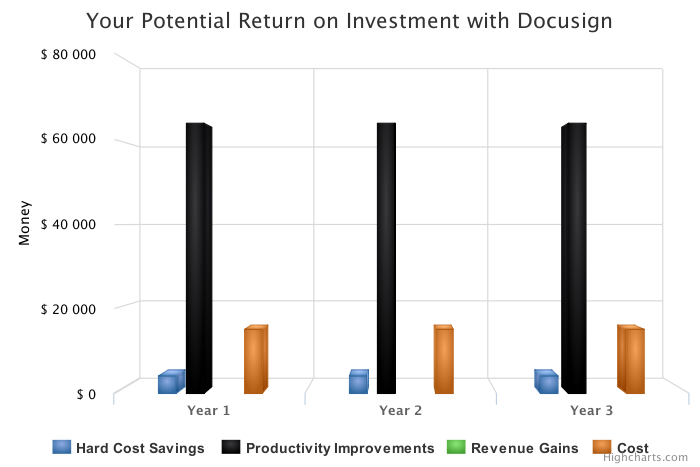 Your Potential Return on Investment with Docusign
$ 80 000
$ 60 000
$ 40 000
$ 20 000
$ 0
Money
Year 1 Year 2 Year 3
Hard Cost Savings Productivity Improvements Revenue Gains Cost
Highcharts.com